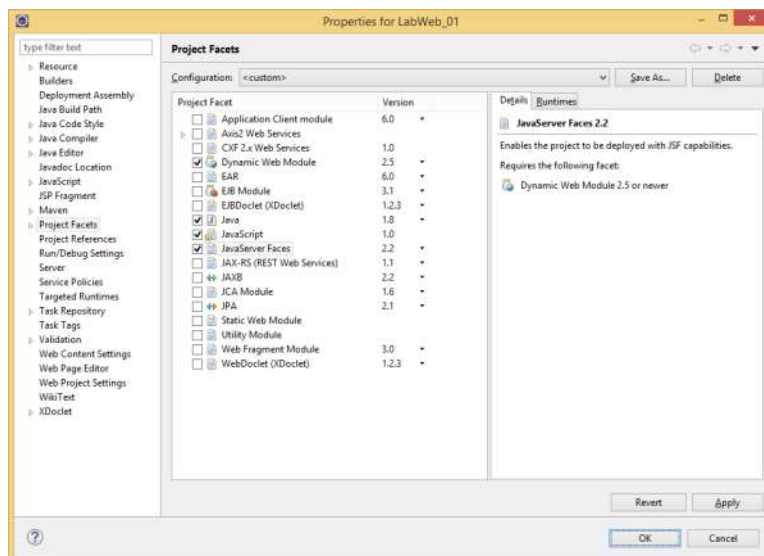 Properties for LabWeb_01
type filter text
Resource
Builders
Deployment Assembly
Java Build Path
Java Code Style
Java Compiler
Java Editor
Javadoc Location
JavaScript
JSP Fragment
Maven
Project Facets
Project References
Run/Debug Settings
Server
Service Policies
Targeted Runtimes
Task Repository
Task Tags
Validation
Web Content Settings
Web Page Editor
Web Project Settings
WikiText
XDoclet
Project Facets
Configuration: <custom> Save As... Delete
Project Facet Version
Application Client module 6.0
Axis2 Web Services
CXF 2.x Web Services 1.0
Dynamic Web Module 2.5
EAR 6.0
EJB Module 3.1
EJBDoclet (XDoclet) 1.2.3
Java 1.8
JavaScript 1.0
JavaServer Faces 2.2
JAX-RS (REST Web Services) 1.1
JAXB 2.2
JCA Module 1.6
JPA 2.1
Static Web Module
Utility Module
Web Fragment Module 3.0
WebDoclet (XDoclet) 1.2.3
Details Runtimes
JavaServer Faces 2.2
Enables the project to be deployed with JSF capabilities.
Requires the following facet:
Dynamic Web Module 2.5 or newer
Revert Apply
OK Cancel